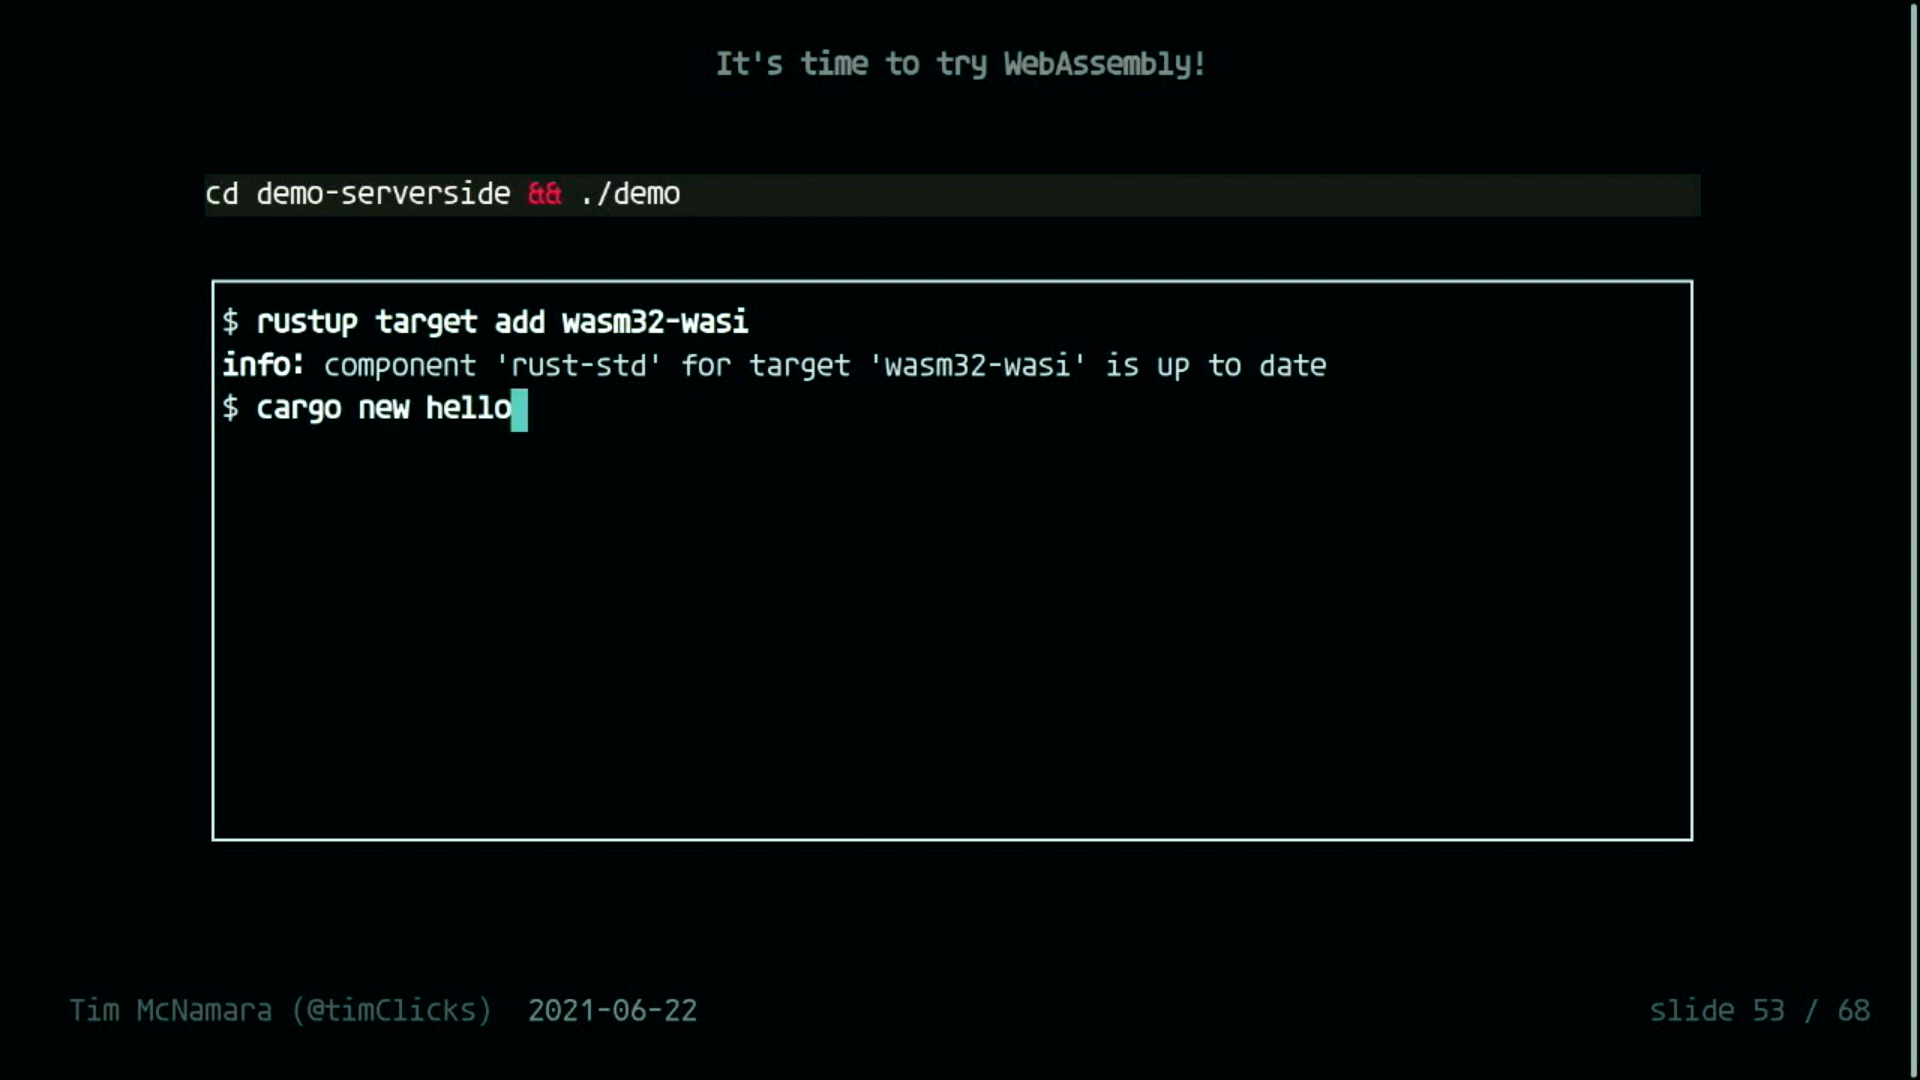 It's time to try WebAssembly!
cd demo-serverside && ./demo
$ rustup target add wasm32-wasi
info: component 'rust-std' for target 'wasm32-wasi' is up to date
$ cargo new hello
Tim McNamara (@timClicks) 2021-06-22
slide 53 / 68